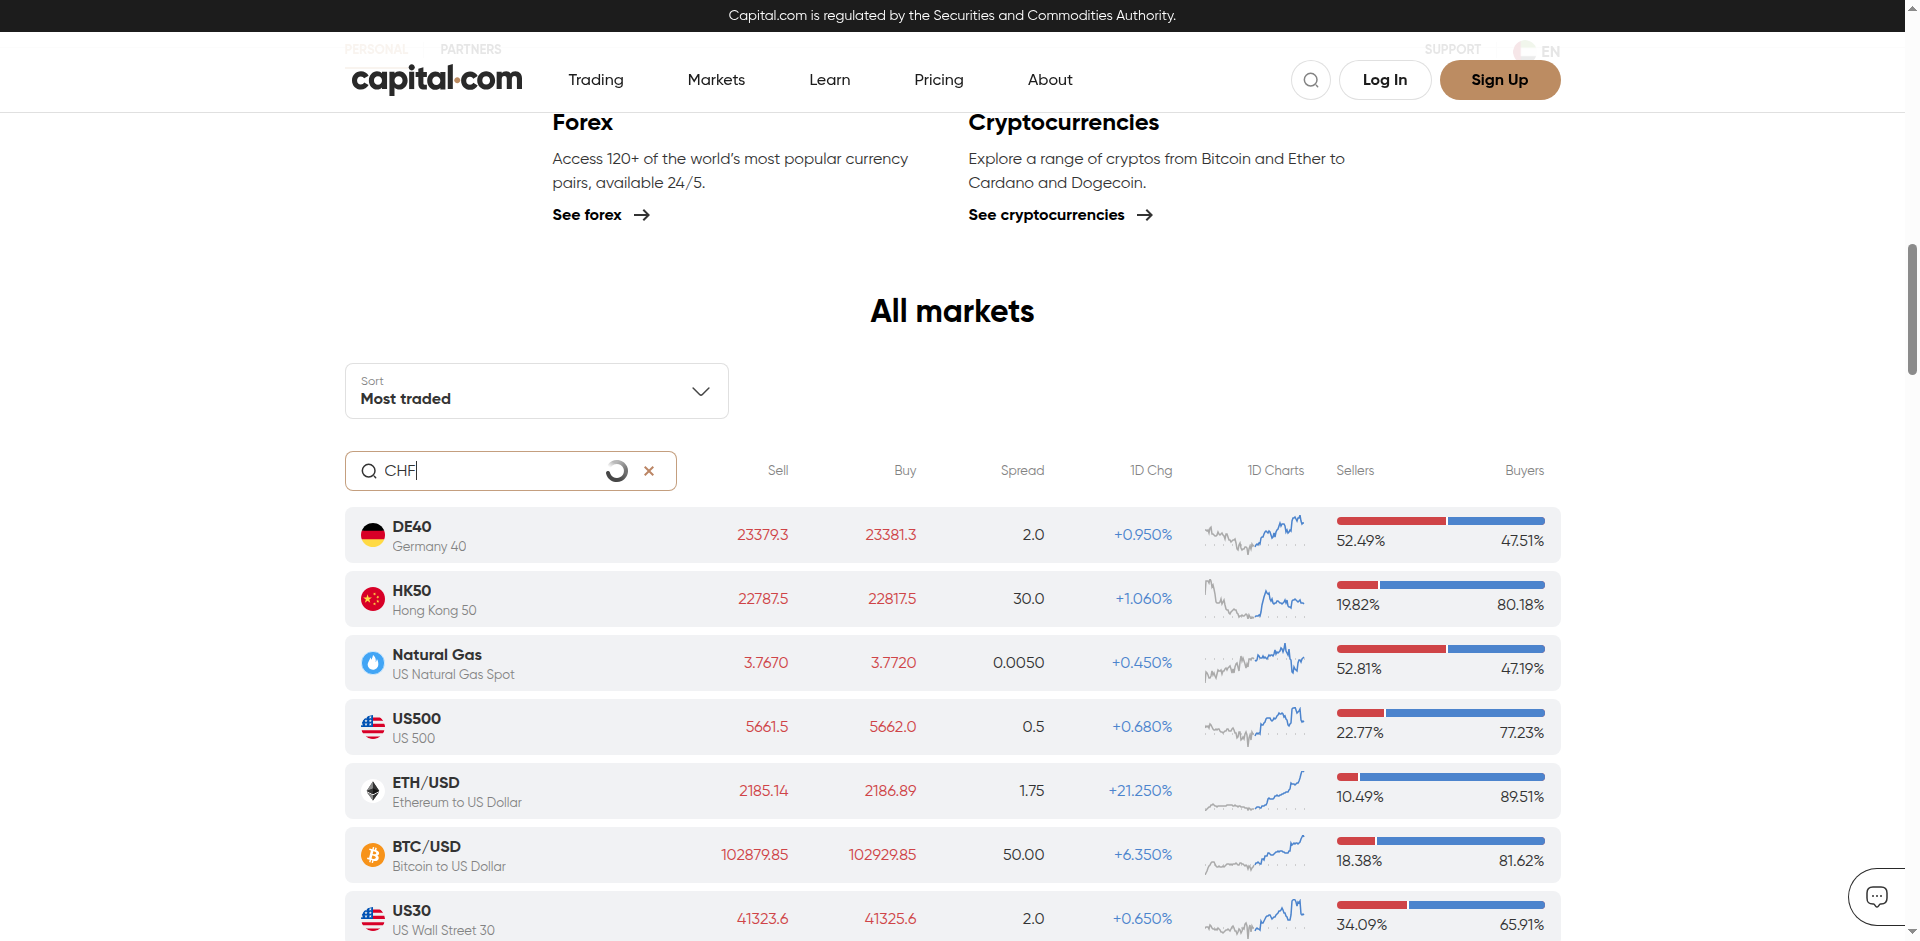 Capital.com is regulated by the Securities and Commodities Authority.
PERSONAL PARTNERS SUPPORT EN
capital.com Trading Markets Learn Pricing About Log In Sign Up
Forex
Access 120+ of the world’s most popular currency
pairs, available 24/5.
See forex
Cryptocurrencies
Explore a range of cryptos from Bitcoin and Ether to
Cardano and Dogecoin.
See cryptocurrencies
All markets
Sort
Most traded
CHF Sell Buy Spread 1D Chg 1D Charts Sellers Buyers
DE40
Germany 40
23379.3 23381.3 2.0 +0.950% 52.49% 47.51%
HK50
Hong Kong 50
22787.5 22817.5 30.0 +1.060% 19.82% 80.18%
Natural Gas
US Natural Gas Spot
3.7670 3.7720 0.0050 +0.450% 52.81% 47.19%
US500
US 500
5661.5 5662.0 0.5 +0.680% 22.77% 77.23%
ETH/USD
Ethereum to US Dollar
2185.14 2186.89 1.75 +21.250% 10.49% 89.51%
BTC/USD
Bitcoin to US Dollar
102879.85 102929.85 50.00 +6.350% 18.38% 81.62%
US30
US Wall Street 30
41323.6 41325.6 2.0 +0.650% 34.09% 65.91%